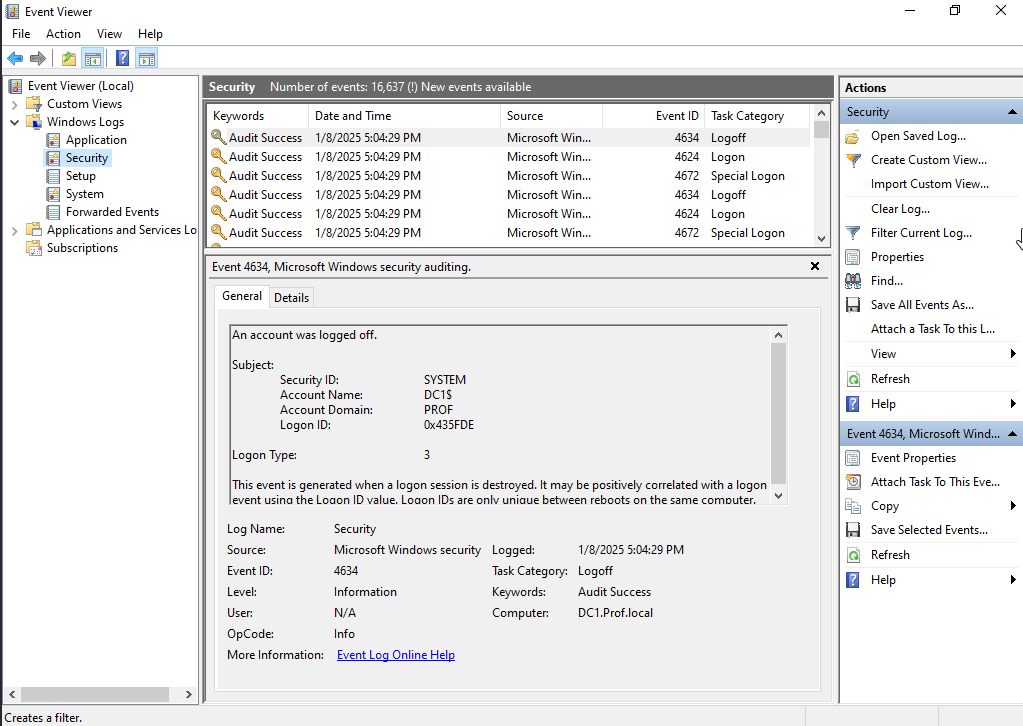 Event Viewer
File Action View Help
Event Viewer (Local)
Custom Views
Windows Logs
Application
Security
Setup
System
Forwarded Events
Applications and Services Lo
Subscriptions
Security Number of events: 16,637 (!) New events available
Keywords Date and Time Source Event ID Task Category
Audit Success 1/8/2025 5:04:29 PM Microsoft Win... 4634 Logoff
Audit Success 1/8/2025 5:04:29 PM Microsoft Win... 4624 Logon
Audit Success 1/8/2025 5:04:29 PM Microsoft Win... 4672 Special Logon
Audit Success 1/8/2025 5:04:29 PM Microsoft Win... 4634 Logoff
Audit Success 1/8/2025 5:04:29 PM Microsoft Win... 4624 Logon
Audit Success 1/8/2025 5:04:29 PM Microsoft Win... 4672 Special Logon
Event 4634, Microsoft Windows security auditing.
General Details
An account was logged off.
Subject:
Security ID: SYSTEM
Account Name: DC1$
Account Domain: PROF
Logon ID: 0x435FDE
Logon Type: 3
This event is generated when a logon session is destroyed. It may be positively correlated with a logon
event using the Logon ID value. Logon IDs are only unique between reboots on the same computer.
Log Name: Security
Source: Microsoft Windows security Logged: 1/8/2025 5:04:29 PM
Event ID: 4634 Task Category: Logoff
Level: Information Keywords: Audit Success
User: N/A Computer: DC1.Prof.local
OpCode: Info
More Information: Event Log Online Help
Actions
Security
Open Saved Log...
Create Custom View...
Import Custom View...
Clear Log...
Filter Current Log...
Properties
Find...
Save All Events As...
Attach a Task To this L...
View
Refresh
Help
Event 4634, Microsoft Wind...
Event Properties
Attach Task To This Eve...
Copy
Save Selected Events...
Refresh
Help
Creates a filter.